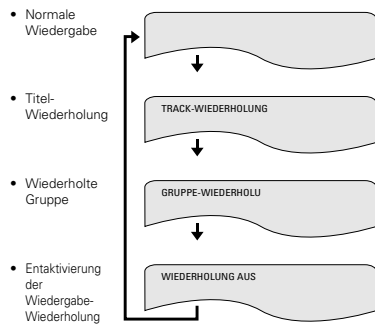 • Normale
Wiedergabe
• Titel-
Wiederholung
TRACK-WIEDERHOLUNG
• Wiederholte
Gruppe
GRUPPE-WIEDERHOLU
• Entaktivierung
der
Wiedergabe-
Wiederholung
WIEDERHOLUNG AUS